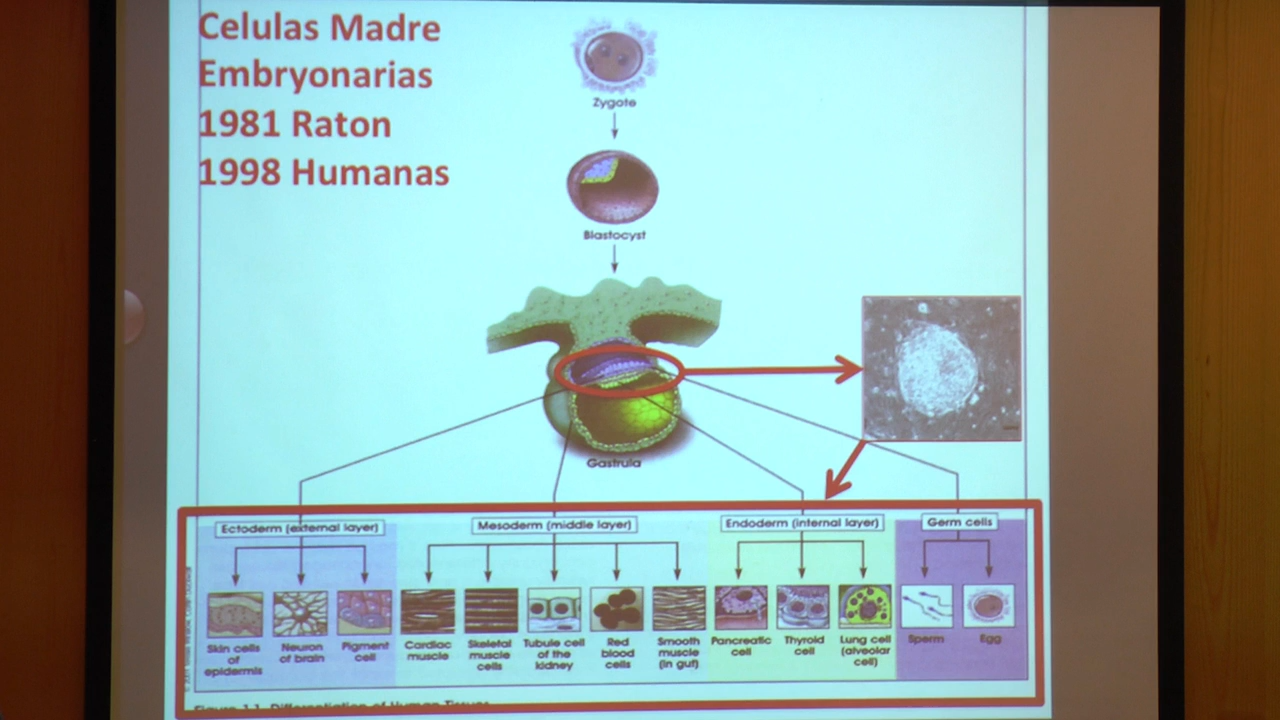 Celulas Madre
Embryonarias
1981 Raton
1998 Humanas
Zygote
Blastocyst
Gastrula
Ectoderm (external layer)
Mesoderm (middle layer)
Endoderm (internal layer)
Germ cells
Skin cells
of
epidermis
Neuron
of brain
Pigment
cell
Cardiac
muscle
Skeletal
muscle
cells
Tubule cell
of the
kidney
Red
blood
cells
Smooth
muscle
(in gut)
Pancreatic
cell
Thyroid
cell
Lung cell
(alveolar
cell)
Sperm
Egg
Figure 1.1. Differentiation of Human Tissues